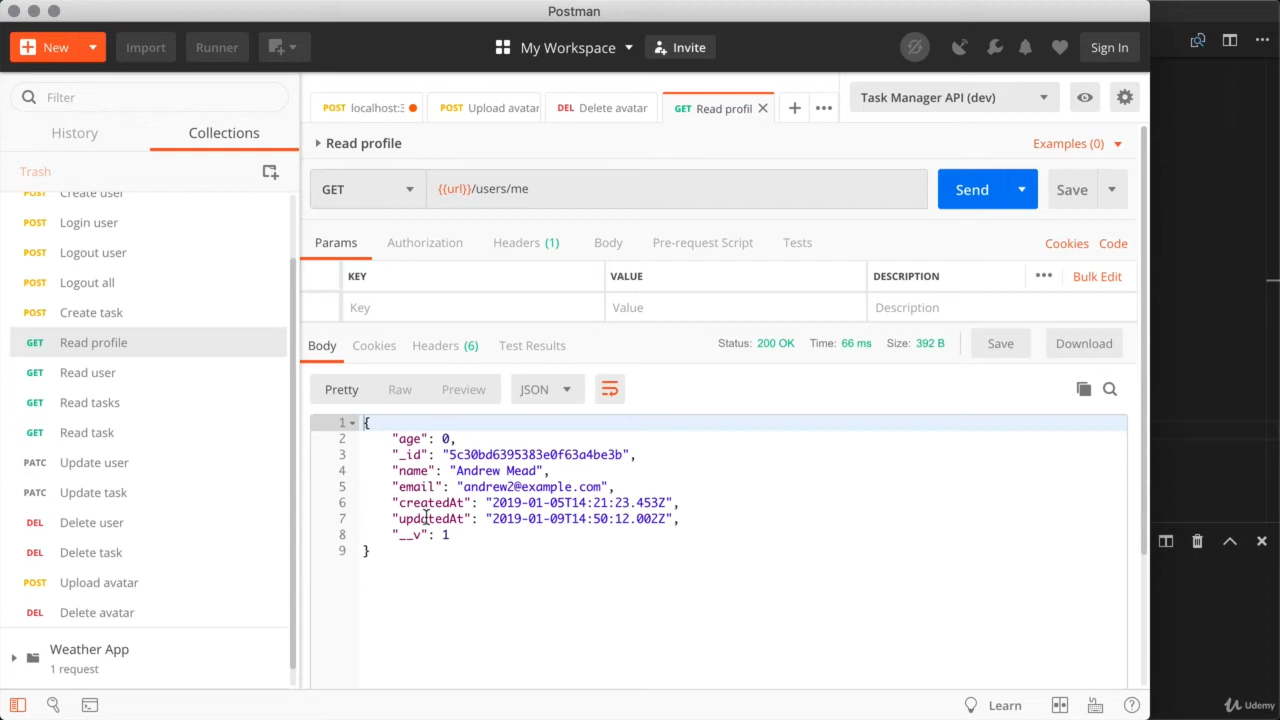 Postman
New
Import
Runner
My Workspace
Invite
Sign In
Filter
History
Collections
Trash
POST Create user
POST Login user
POST Logout user
POST Logout all
POST Create task
GET Read profile
GET Read user
GET Read tasks
GET Read task
PATC Update user
PATC Update task
DEL Delete user
DEL Delete task
POST Upload avatar
DEL Delete avatar
Weather App
1 request
POST localhost:3
POST Upload avatar
DEL Delete avatar
GET Read profil
Task Manager API (dev)
Read profile
Examples (0)
GET
{{url}}/users/me
Send
Save
Params
Authorization
Headers (1)
Body
Pre-request Script
Tests
Cookies
Code
KEY
VALUE
DESCRIPTION
Bulk Edit
Key
Value
Description
Body
Cookies
Headers (6)
Test Results
Status: 200 OK
Time: 66 ms
Size: 392 B
Save
Download
Pretty
Raw
Preview
JSON
1 {
2 "age": 0,
3 "_id": "5c30bd6395383e0f63a4be3b",
4 "name": "Andrew Mead",
5 "email": "andrew2@example.com",
6 "createdAt": "2019-01-05T14:21:23.453Z",
7 "updatedAt": "2019-01-09T14:50:12.002Z",
8 "__v": 1
9 }
Learn
Udemy